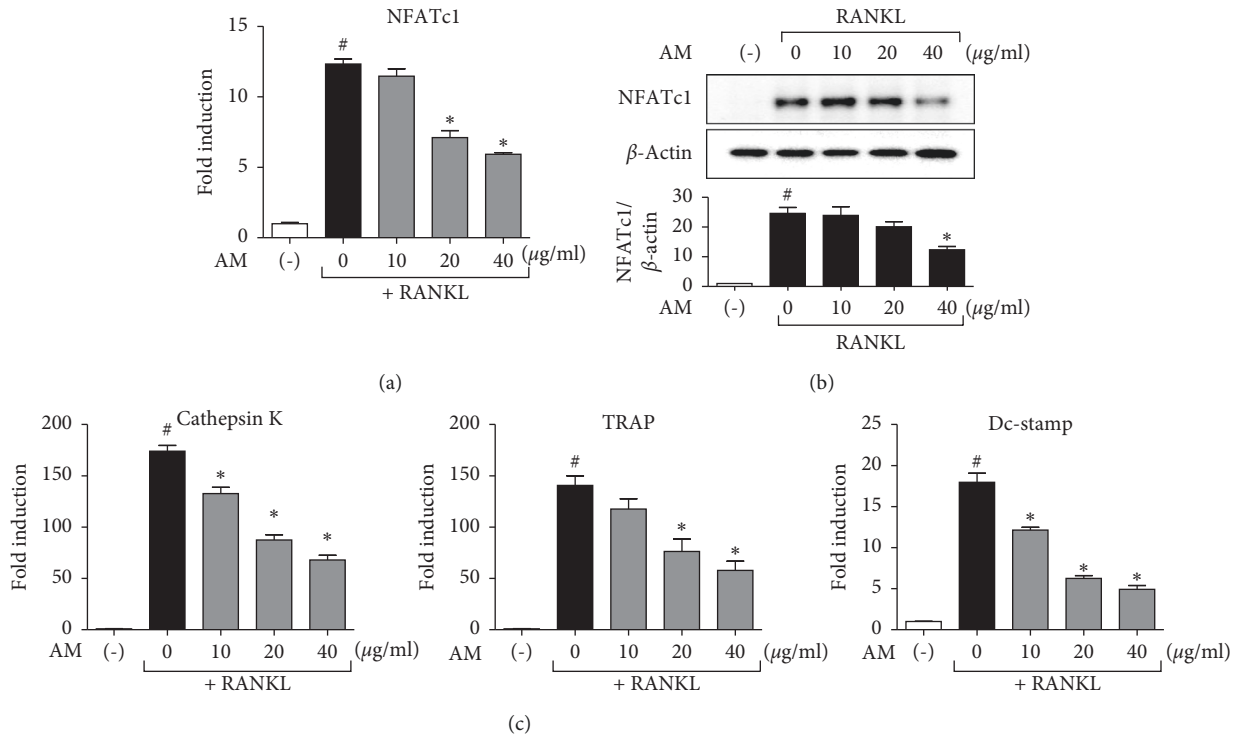 NFATc1
15
#
10
*
*
5
0
Fold induction
AM (-) 0 10 20 40 (μg/ml)
+ RANKL
(a)
RANKL
AM (-) 0 10 20 40 (μg/ml)
NFATc1
β-Actin
30
#
20
*
10
0
NFATc1/
β-actin
AM (-) 0 10 20 40 (μg/ml)
RANKL
(b)
Cathepsin K
200
#
150
*
100
*
*
50
0
Fold induction
AM (-) 0 10 20 40 (μg/ml)
+ RANKL
TRAP
200
#
150
100
*
*
50
0
Fold induction
AM (-) 0 10 20 40 (μg/ml)
+ RANKL
Dc-stamp
25
20
#
15
*
10
*
*
5
0
Fold induction
AM (-) 0 10 20 40 (μg/ml)
+ RANKL
(c)